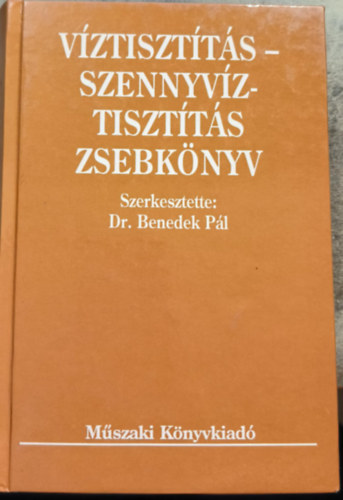 VÍZTISZTÍTÁS –
SZENNYVÍZ-
TISZTÍTÁS
ZSEBKÖNYV
Szerkesztette:
Dr. Benedek Pál
Műszaki Könyvkiadó